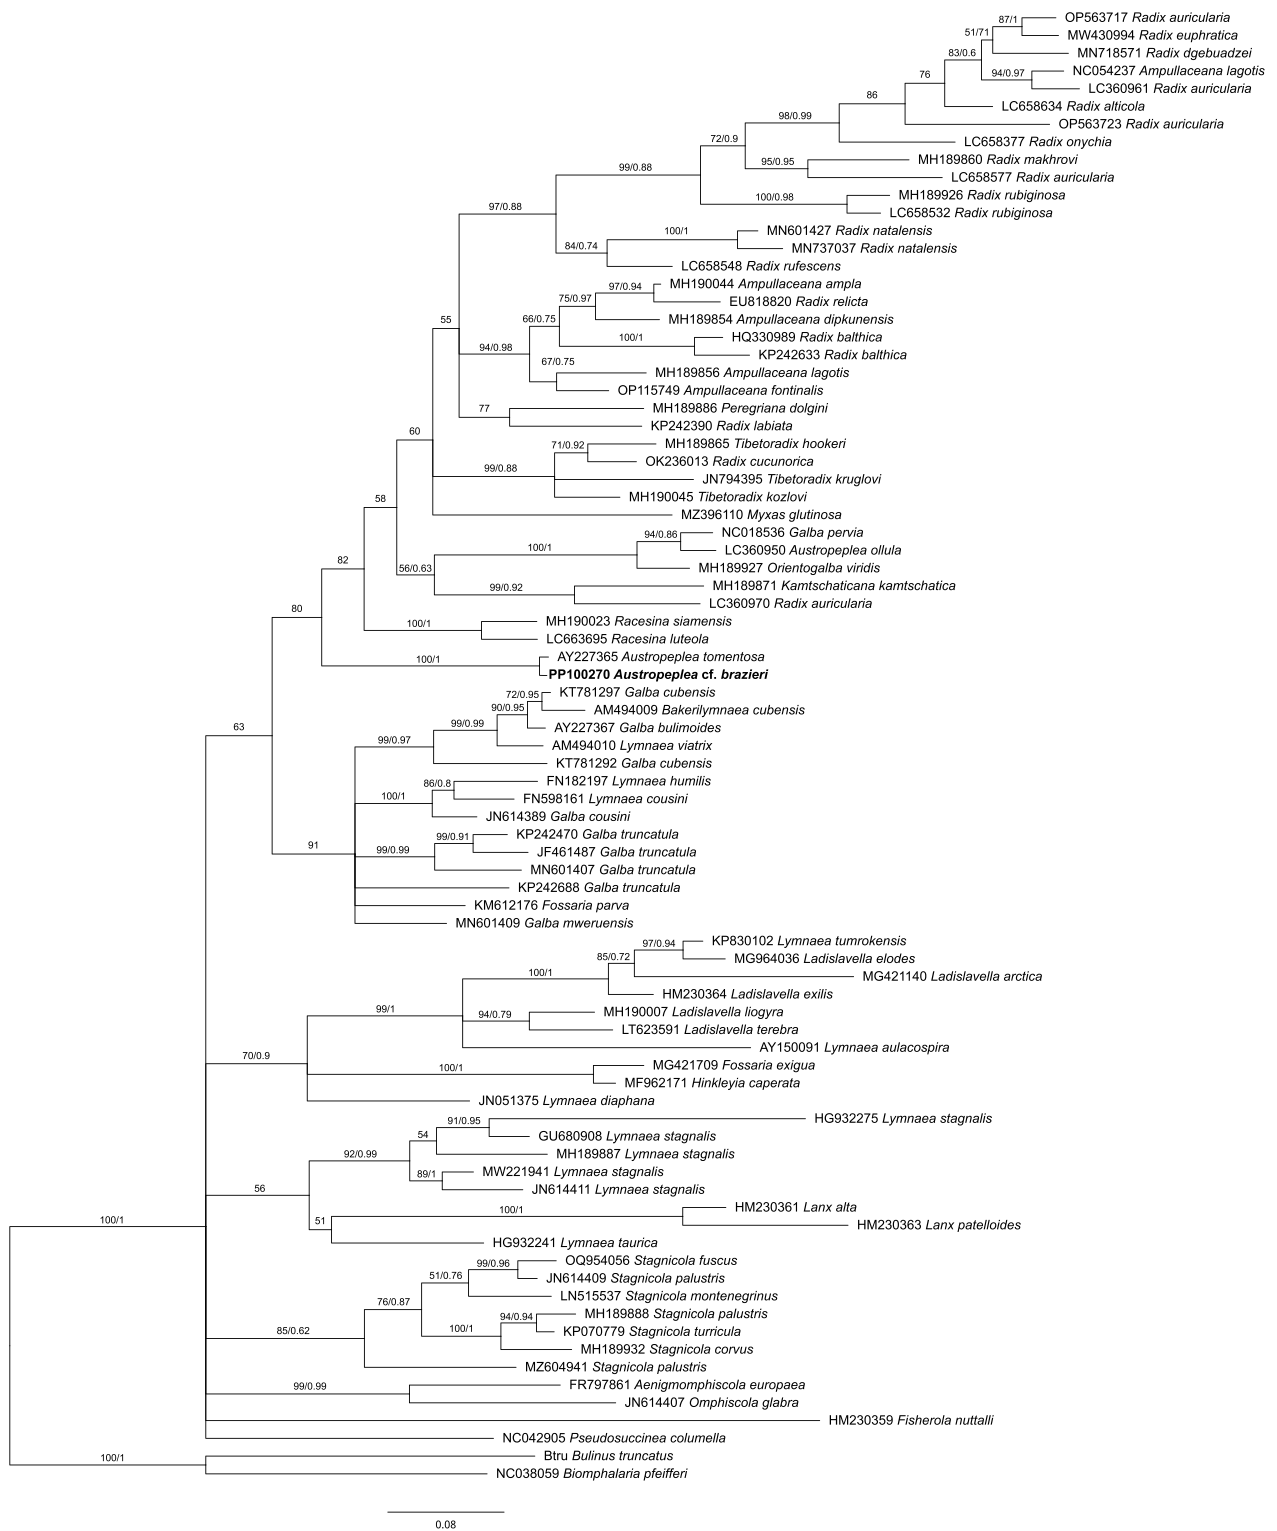 87/1
OP563717 Radix auricularia
51/71
MW430994 Radix euphratica
83/0.6
MN718571 Radix dgebuadzei
76
94/0.97
NC054237 Ampullaceana lagotis
LC360961 Radix auricularia
86
LC658634 Radix alticola
98/0.99
OP563723 Radix auricularia
72/0.9
LC658377 Radix onychia
99/0.88
95/0.95
MH189860 Radix makhrovi
LC658577 Radix auricularia
100/0.98
MH189926 Radix rubiginosa
97/0.88
LC658532 Radix rubiginosa
100/1
MN601427 Radix natalensis
84/0.74
MN737037 Radix natalensis
LC658548 Radix rufescens
97/0.94
MH190044 Ampullaceana ampla
75/0.97
EU818820 Radix relicta
55
66/0.75
MH189854 Ampullaceana dipkunensis
100/1
HQ330989 Radix balthica
94/0.98
KP242633 Radix balthica
67/0.75
MH189856 Ampullaceana lagotis
OP115749 Ampullaceana fontinalis
77
MH189886 Peregriana dolgini
KP242390 Radix labiata
60
71/0.92
MH189865 Tibetoradix hookeri
OK236013 Radix cucunorica
99/0.88
JN794395 Tibetoradix kruglovi
58
MH190045 Tibetoradix kozlovi
MZ396110 Myxas glutinosa
94/0.86
NC018536 Galba pervia
100/1
LC360950 Austropeplea ollula
82
56/0.63
MH189927 Orientogalba viridis
99/0.92
MH189871 Kamtschaticana kamtschatica
LC360970 Radix auricularia
80
100/1
MH190023 Racesina siamensis
LC663695 Racesina luteola
100/1
AY227365 Austropeplea tomentosa
PP100270 Austropeplea cf. brazieri
72/0.95
KT781297 Galba cubensis
90/0.95
AM494009 Bakerilymnaea cubensis
63
99/0.99
AY227367 Galba bulimoides
99/0.97
AM494010 Lymnaea viatrix
KT781292 Galba cubensis
86/0.8
FN182197 Lymnaea humilis
100/1
FN598161 Lymnaea cousini
JN614389 Galba cousini
99/0.91
KP242470 Galba truncatula
91
99/0.99
JF461487 Galba truncatula
MN601407 Galba truncatula
KP242688 Galba truncatula
KM612176 Fossaria parva
MN601409 Galba mweruensis
97/0.94
KP830102 Lymnaea tumrokensis
85/0.72
MG964036 Ladislavella elodes
100/1
MG421140 Ladislavella arctica
HM230364 Ladislavella exilis
99/1
94/0.79
MH190007 Ladislavella liogyra
LT623591 Ladislavella terebra
AY150091 Lymnaea aulacospira
70/0.9
100/1
MG421709 Fossaria exigua
MF962171 Hinkleyia caperata
JN051375 Lymnaea diaphana
91/0.95
HG932275 Lymnaea stagnalis
54
GU680908 Lymnaea stagnalis
92/0.99
MH189887 Lymnaea stagnalis
89/1
MW221941 Lymnaea stagnalis
56
JN614411 Lymnaea stagnalis
100/1
HM230361 Lanx alta
100/1
51
HM230363 Lanx patelloides
HG932241 Lymnaea taurica
99/0.96
OQ954056 Stagnicola fuscus
51/0.76
JN614409 Stagnicola palustris
76/0.87
LN515537 Stagnicola montenegrinus
94/0.94
MH189888 Stagnicola palustris
85/0.62
100/1
KP070779 Stagnicola turricula
MH189932 Stagnicola corvus
MZ604941 Stagnicola palustris
99/0.99
FR797861 Aenigmomphiscola europaea
JN614407 Omphiscola glabra
HM230359 Fisherola nuttalli
NC042905 Pseudosuccinea columella
100/1
Btru Bulinus truncatus
NC038059 Biomphalaria pfeifferi
0.08